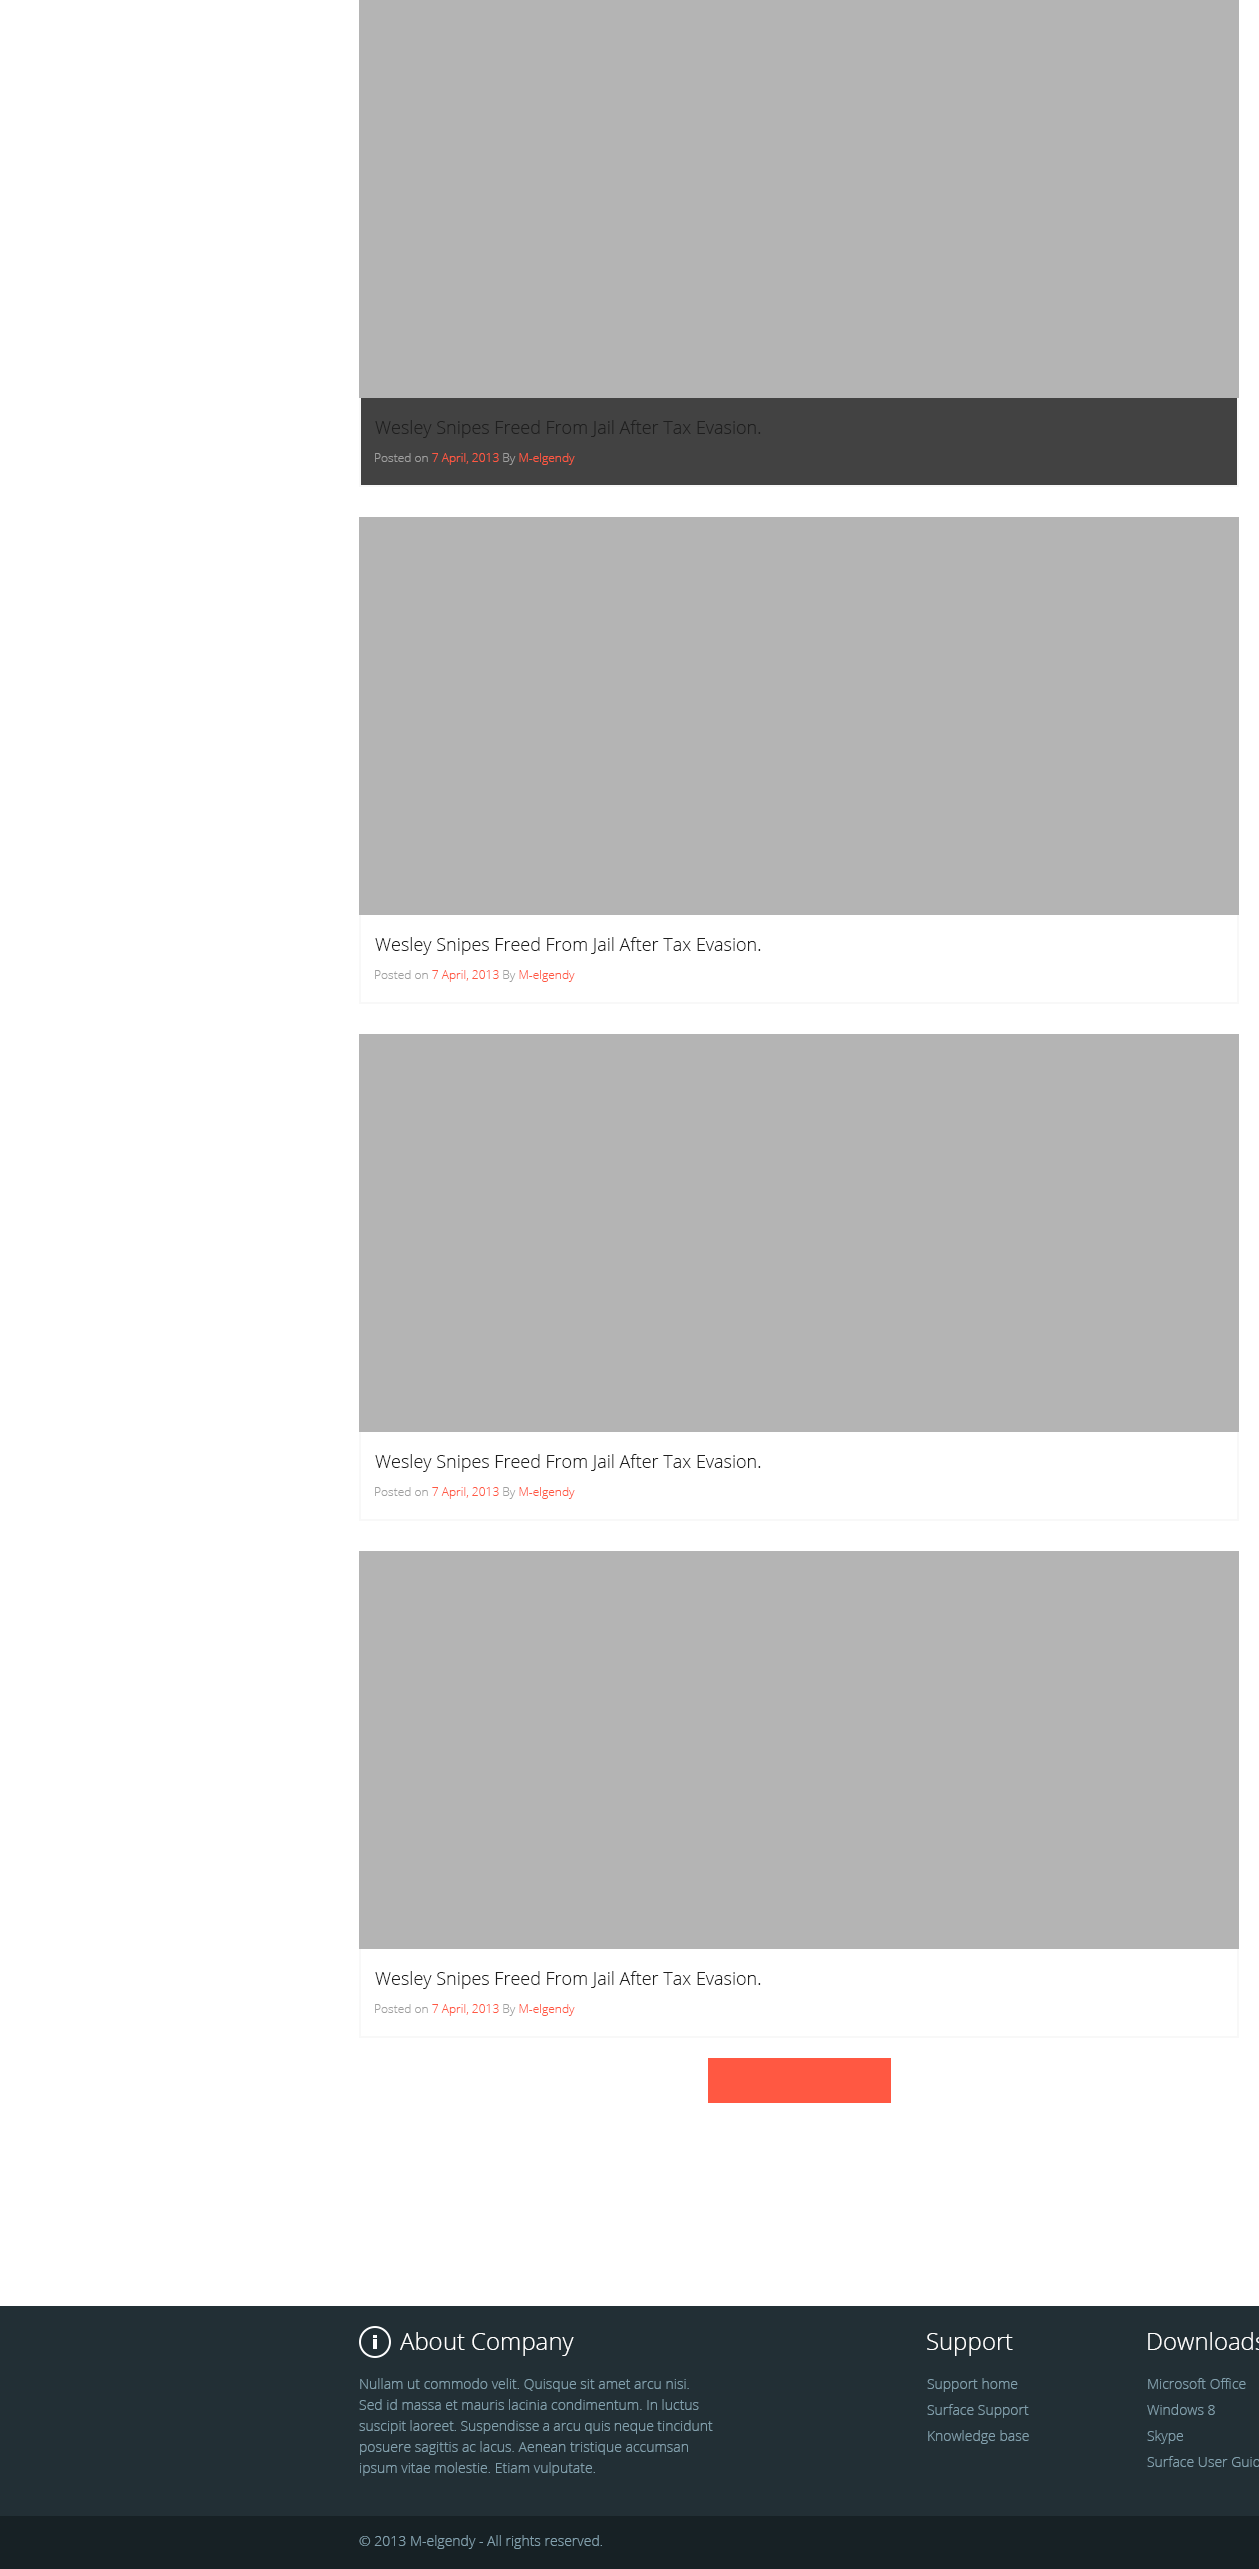 Wesley Snipes Freed From Jail After Tax Evasion.
Posted on 7 April, 2013 By M-elgendy
Wesley Snipes Freed From Jail After Tax Evasion.
Posted on 7 April, 2013 By M-elgendy
Wesley Snipes Freed From Jail After Tax Evasion.
Posted on 7 April, 2013 By M-elgendy
Wesley Snipes Freed From Jail After Tax Evasion.
Posted on 7 April, 2013 By M-elgendy
About Company
Nullam ut commodo velit. Quisque sit amet arcu nisi.
Sed id massa et mauris lacinia condimentum. In luctus
suscipit laoreet. Suspendisse a arcu quis neque tincidunt
posuere sagittis ac lacus. Aenean tristique accumsan
ipsum vitae molestie. Etiam vulputate.
Support
Support home
Surface Support
Knowledge base
Downloads
Microsoft Office
Windows 8
Skype
Surface User Guid
© 2013 M-elgendy - All rights reserved.